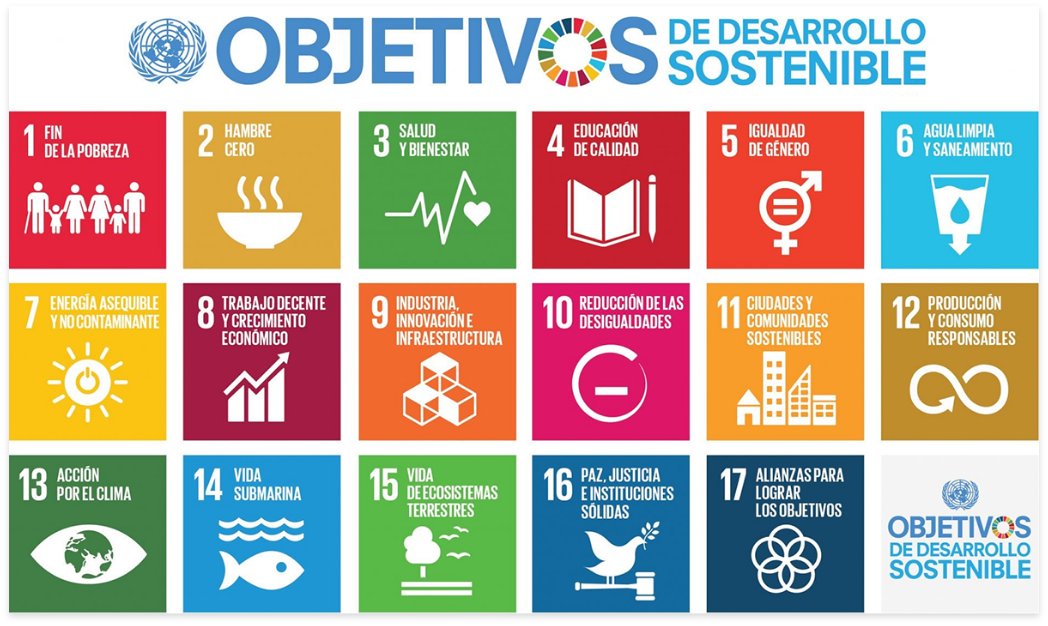 OBJETIVOS
DE DESARROLLO
SOSTENIBLE
1 FIN
DE LA POBREZA
2 HAMBRE
CERO
3 SALUD
Y BIENESTAR
4 EDUCACIÓN
DE CALIDAD
5 IGUALDAD
DE GÉNERO
6 AGUA LIMPIA
Y SANEAMIENTO
7 ENERGÍA ASEQUIBLE
Y NO CONTAMINANTE
8 TRABAJO DECENTE
Y CRECIMIENTO
ECONÓMICO
9 INDUSTRIA,
INNOVACIÓN E
INFRAESTRUCTURA
10 REDUCCIÓN DE LAS
DESIGUALDADES
11 CIUDADES Y
COMUNIDADES
SOSTENIBLES
12 PRODUCCIÓN
Y CONSUMO
RESPONSABLES
13 ACCIÓN
POR EL CLIMA
14 VIDA
SUBMARINA
15 VIDA
DE ECOSISTEMAS
TERRESTRES
16 PAZ, JUSTICIA
E INSTITUCIONES
SÓLIDAS
17 ALIANZAS PARA
LOGRAR
LOS OBJETIVOS
OBJETIVOS
DE DESARROLLO
SOSTENIBLE